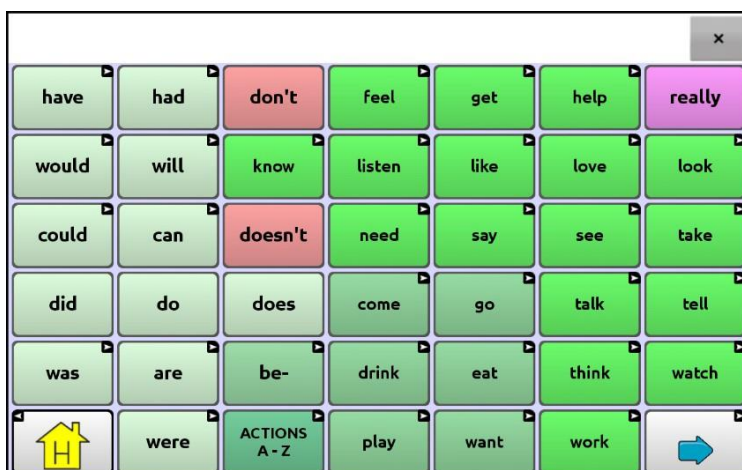 ×
have had don't feel get help really
would will know listen like love look
could can doesn't need say see take
did do does come go talk tell
was are be- drink eat think watch
H were ACTIONS A - Z play want work